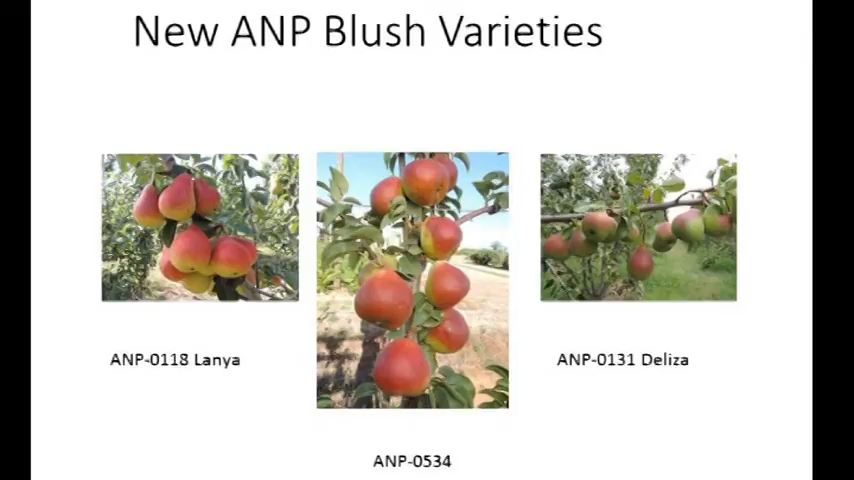 New ANP Blush Varieties
ANP-0118 Lanya
ANP-0131 Deliza
ANP-0534